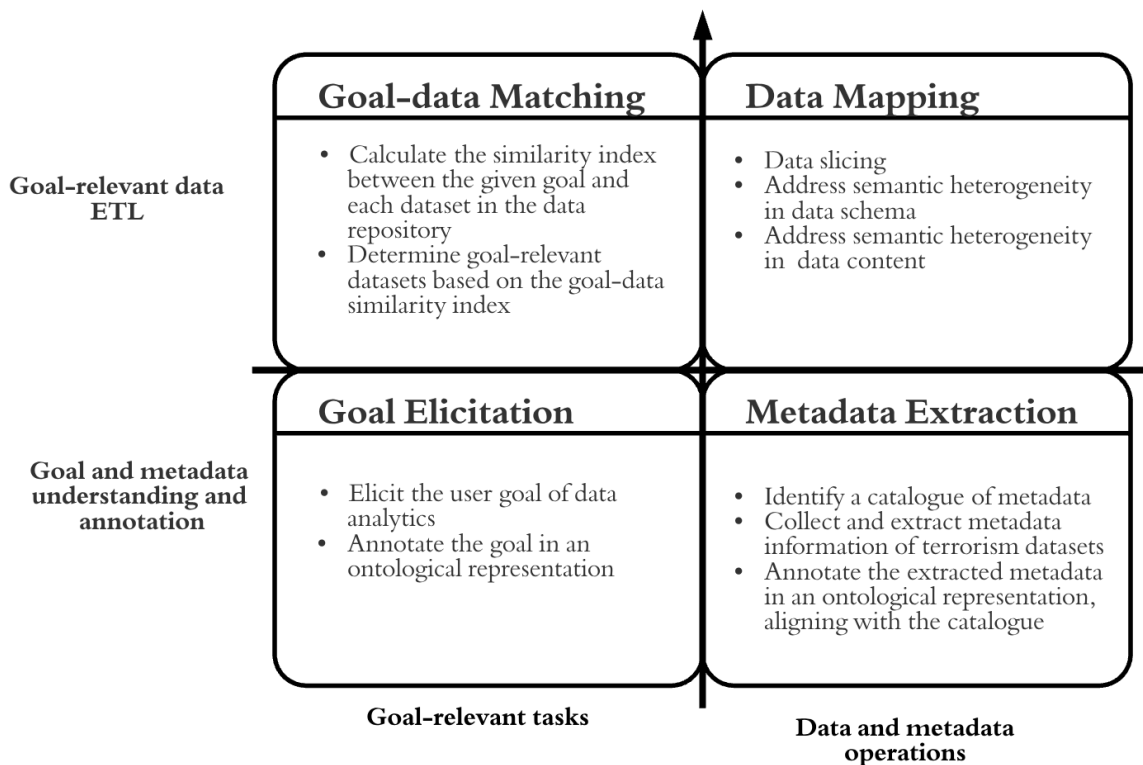 Goal-data Matching
• Calculate the similarity index
between the given goal and
each dataset in the data
repository
• Determine goal-relevant
datasets based on the goal-data
similarity index
Data Mapping
• Data slicing
• Address semantic heterogeneity
in data schema
• Address semantic heterogeneity
in data content
Goal-relevant data
ETL
Goal Elicitation
• Elicit the user goal of data
analytics
• Annotate the goal in an
ontological representation
Metadata Extraction
• Identify a catalogue of metadata
• Collect and extract metadata
information of terrorism datasets
• Annotate the extracted metadata
in an ontological representation,
aligning with the catalogue
Goal and metadata
understanding and
annotation
Goal-relevant tasks
Data and metadata
operations